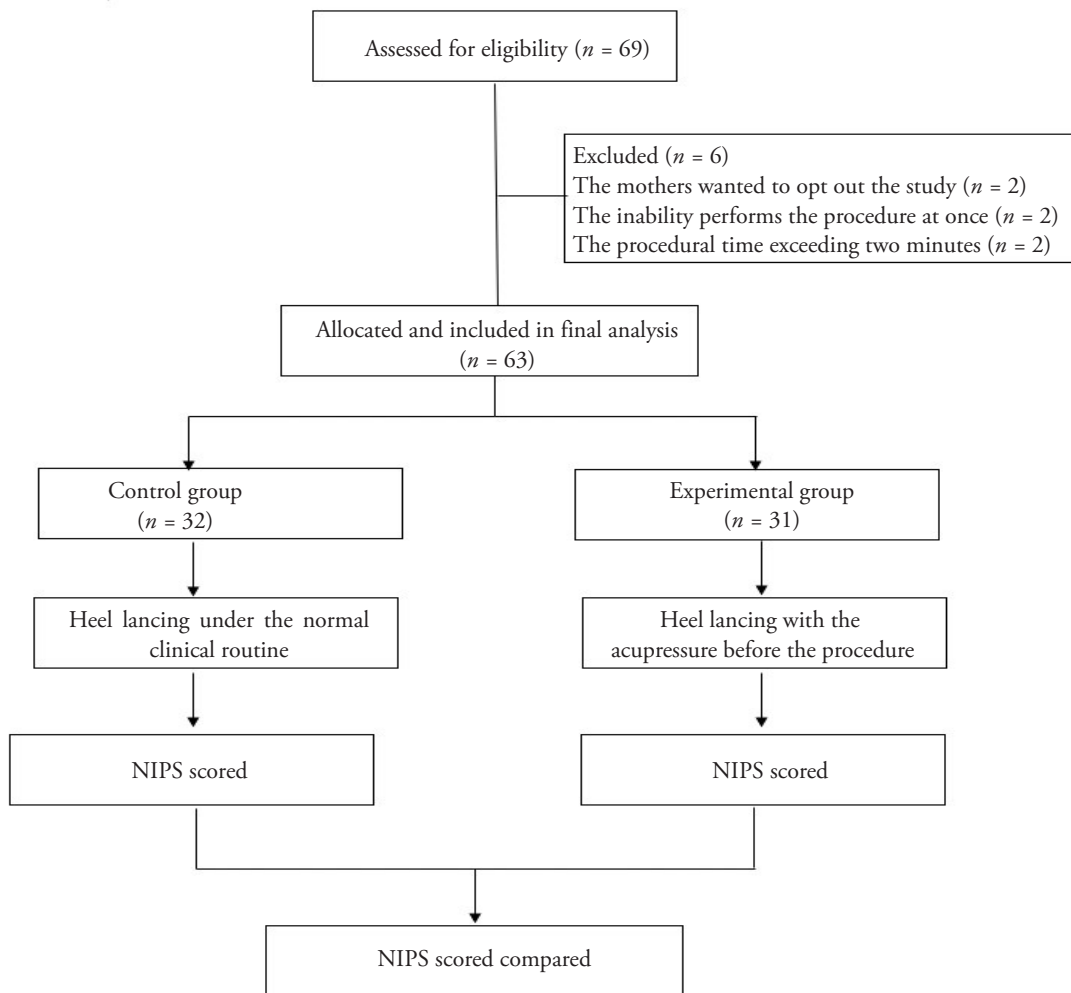 Assessed for eligibility (n = 69)
Excluded (n = 6)
The mothers wanted to opt out the study (n = 2)
The inability performs the procedure at once (n = 2)
The procedural time exceeding two minutes (n = 2)
Allocated and included in final analysis
(n = 63)
Control group
(n = 32)
Experimental group
(n = 31)
Heel lancing under the normal
clinical routine
Heel lancing with the
acupressure before the procedure
NIPS scored
NIPS scored
NIPS scored compared